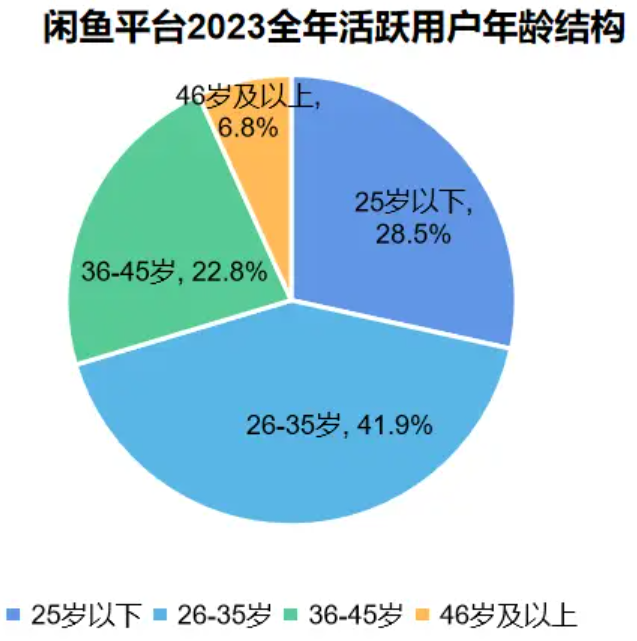 闲鱼平台2023全年活跃用户年龄结构
46岁及以上,
6.8%
25岁以下,
28.5%
36-45岁, 22.8%
26-35岁, 41.9%
25岁以下 26-35岁 36-45岁 46岁及以上